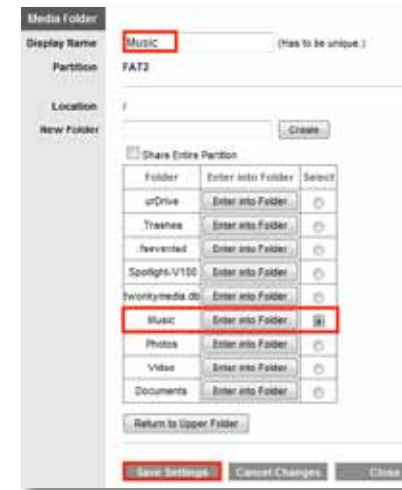 Media Folder
Display Name Music (Has to be unique.)
Partition FAT2
Location /
New Folder Create
Share Entire Partition
Folder Enter into Folder Select
urDrive Enter into Folder
.Trashes Enter into Folder
.fseventsd Enter into Folder
.Spotlight-V100 Enter into Folder
twonkymedia.db Enter into Folder
Music Enter into Folder
Photos Enter into Folder
Video Enter into Folder
Documents Enter into Folder
Return to Upper Folder
Save Settings Cancel Changes Close